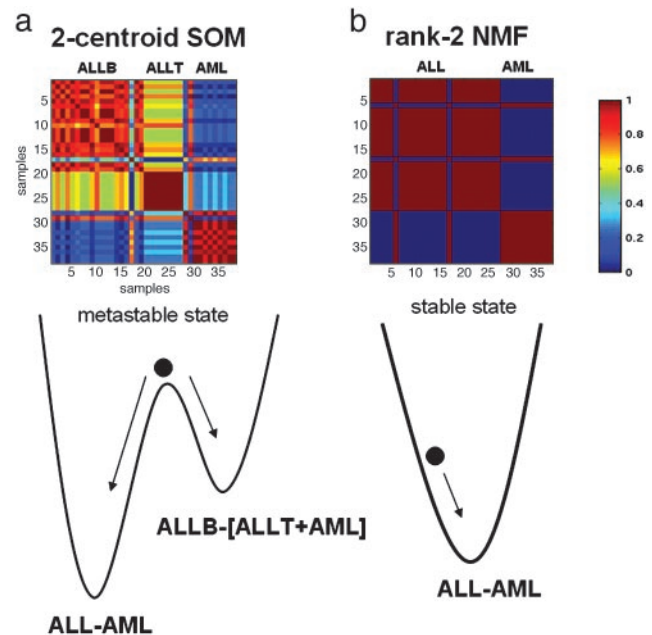 a
2-centroid SOM
ALLB ALLT AML
samples
5
10
15
20
25
30
35
5 10 15 20 25 30 35
samples
b
rank-2 NMF
ALL AML
5
10
15
20
25
30
35
5 10 15 20 25 30 35
1
0.8
0.6
0.4
0.2
0
metastable state
ALLB-[ALLT+AML]
ALL-AML
stable state
ALL-AML